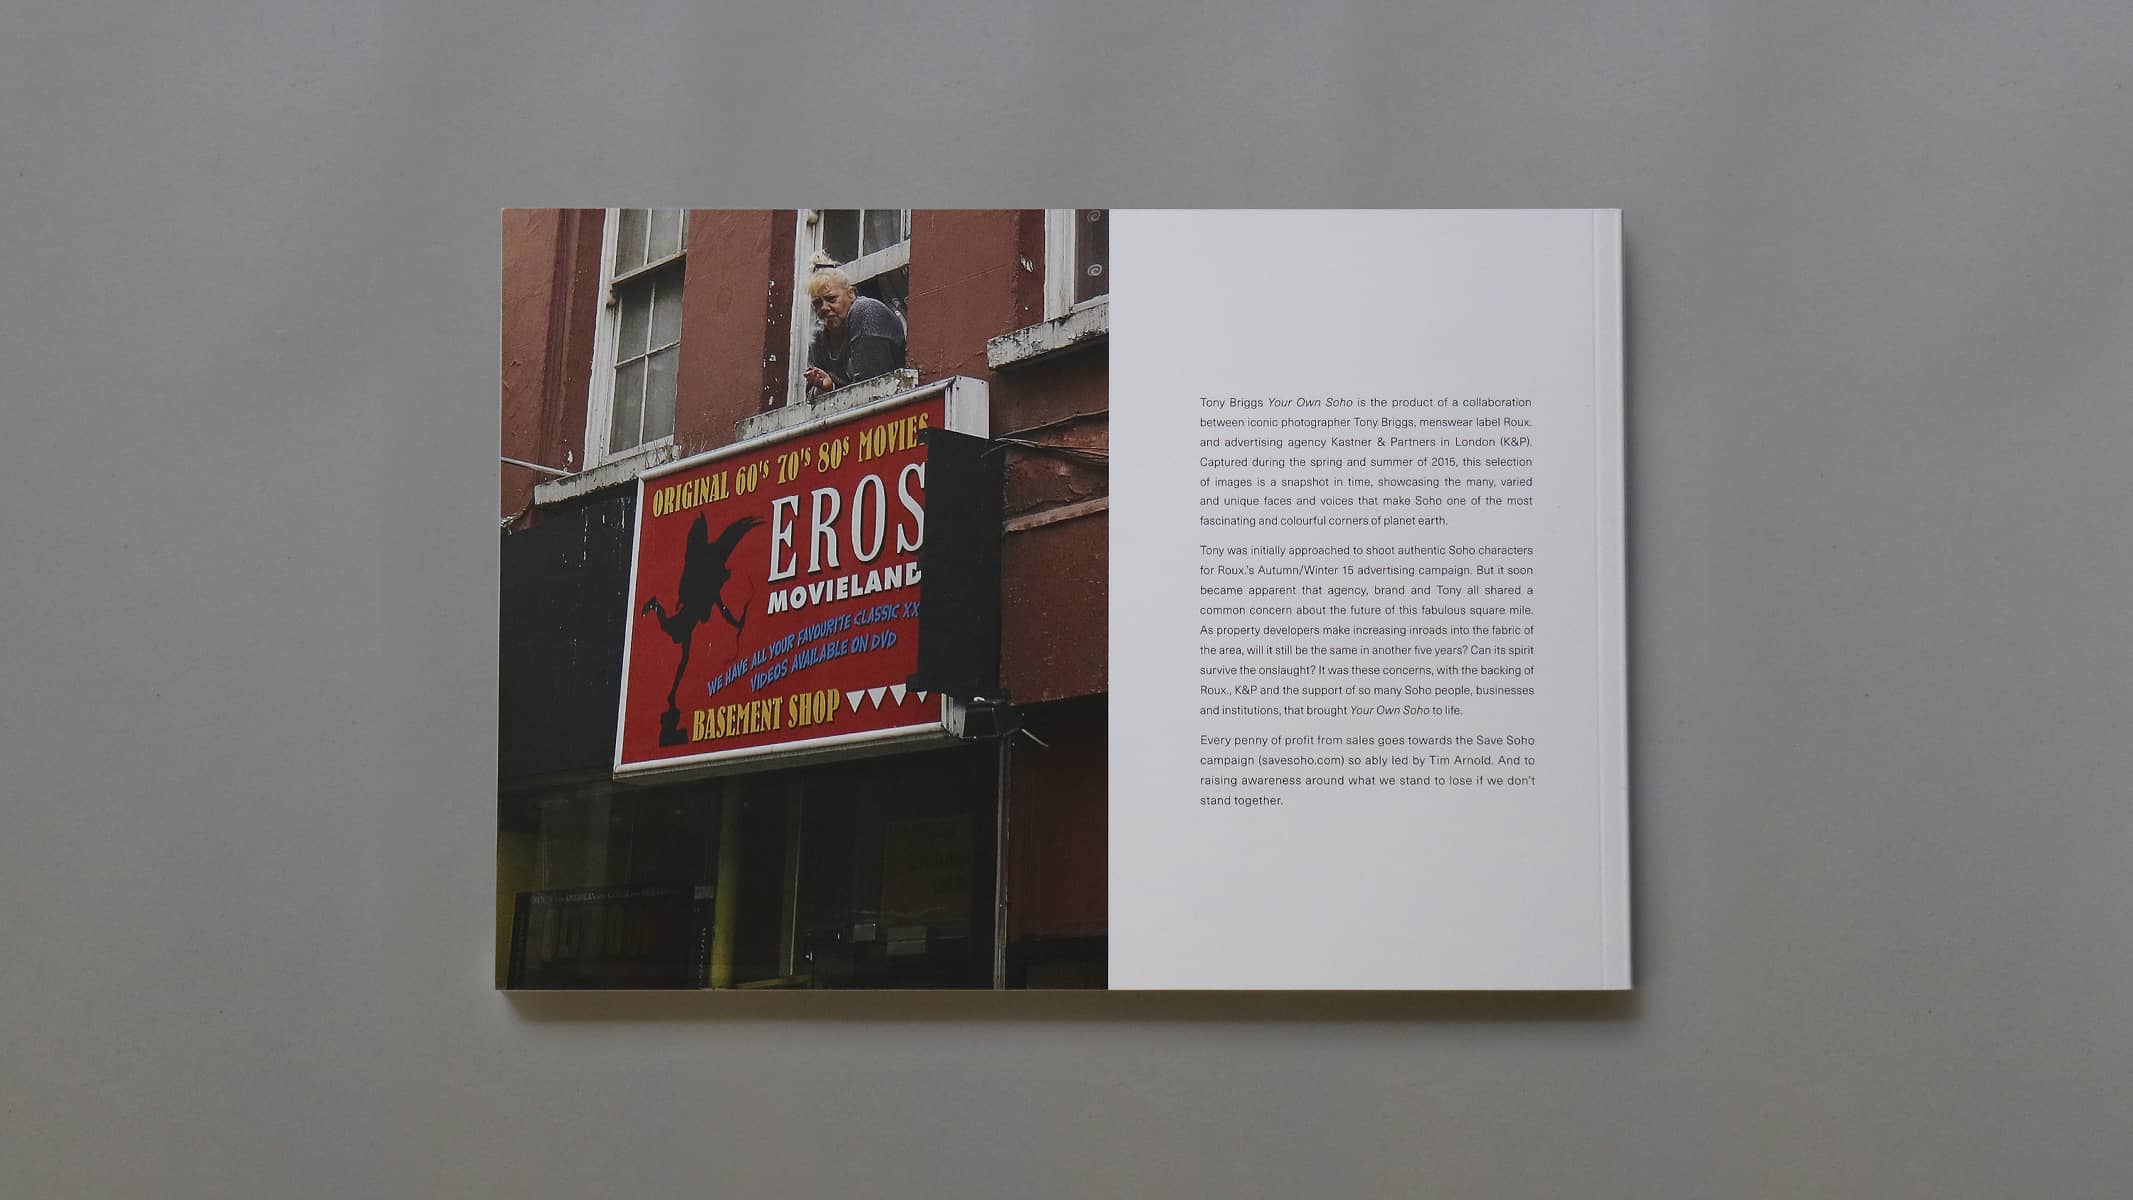 ORIGINAL 60's 70's 80s MOVIES
EROS
MOVIELAND
WE HAVE ALL YOUR FAVOURITE CLASSIC XX
VIDEOS AVAILABLE ON DVD
BASEMENT SHOP
Tony Briggs Your Own Soho is the product of a collaboration
between iconic photographer Tony Briggs, menswear label Roux.
and advertising agency Kastner & Partners in London (K&P).
Captured during the spring and summer of 2015, this selection
of images is a snapshot in time, showcasing the many, varied
and unique faces and voices that make Soho one of the most
fascinating and colourful corners of planet earth.
Tony was initially approached to shoot authentic Soho characters
for Roux.'s Autumn/Winter 15 advertising campaign. But it soon
became apparent that agency, brand and Tony all shared a
common concern about the future of this fabulous square mile.
As property developers make increasing inroads into the fabric of
the area, will it still be the same in another five years? Can its spirit
survive the onslaught? It was these concerns, with the backing of
Roux., K&P and the support of so many Soho people, businesses
and institutions, that brought Your Own Soho to life.
Every penny of profit from sales goes towards the Save Soho
campaign (savesoho.com) so ably led by Tim Arnold. And to
raising awareness around what we stand to lose if we don't
stand together.